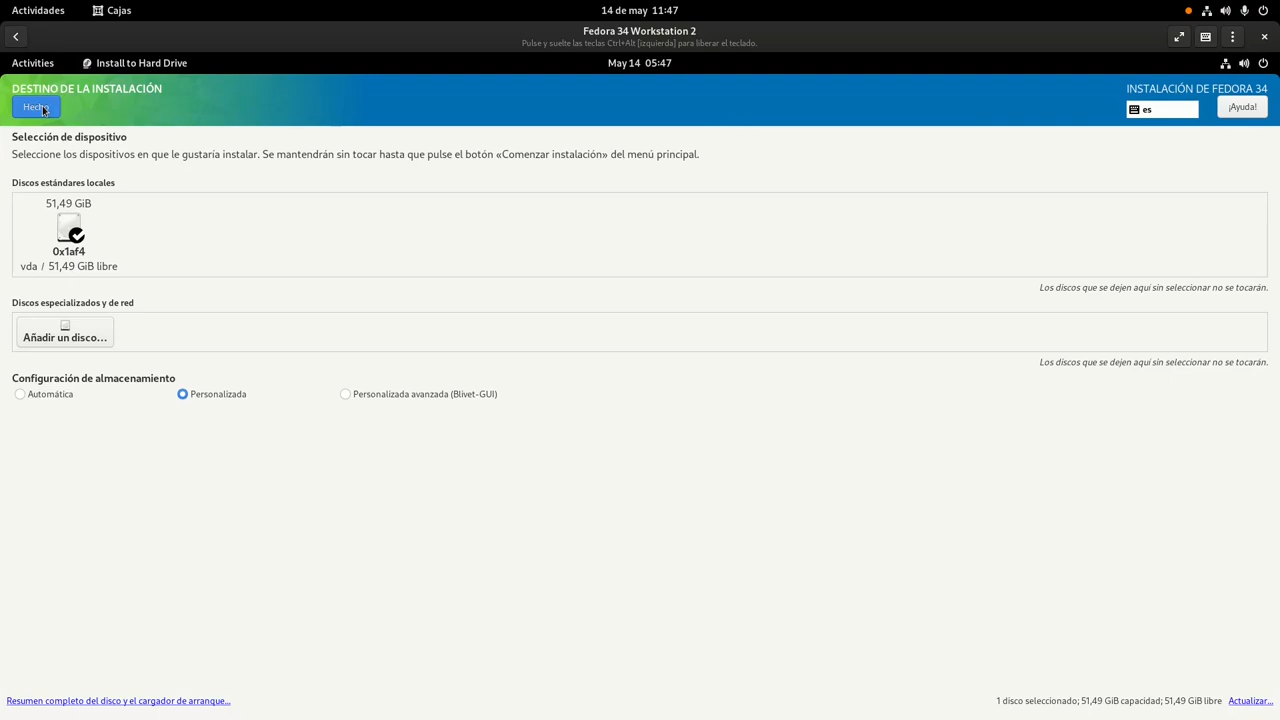 Actividades
Cajas
14 de may 11:47
Fedora 34 Workstation 2
Pulse y suelte las teclas Ctrl+Alt [izquierda] para liberar el teclado.
Activities
Install to Hard Drive
May 14 05:47
DESTINO DE LA INSTALACIÓN
INSTALACIÓN DE FEDORA 34
Hecho
es
¡Ayuda!
Selección de dispositivo
Seleccione los dispositivos en que le gustaría instalar. Se mantendrán sin tocar hasta que pulse el botón «Comenzar instalación» del menú principal.
Discos estándares locales
51,49 GiB
0x1af4
vda / 51,49 GiB libre
Los discos que se dejen aquí sin seleccionar no se tocarán.
Discos especializados y de red
Añadir un disco...
Los discos que se dejen aquí sin seleccionar no se tocarán.
Configuración de almacenamiento
Automática
Personalizada
Personalizada avanzada (Blivet-GUI)
Resumen completo del disco y el cargador de arranque...
1 disco seleccionado; 51,49 GiB capacidad; 51,49 GiB libre
Actualizar...